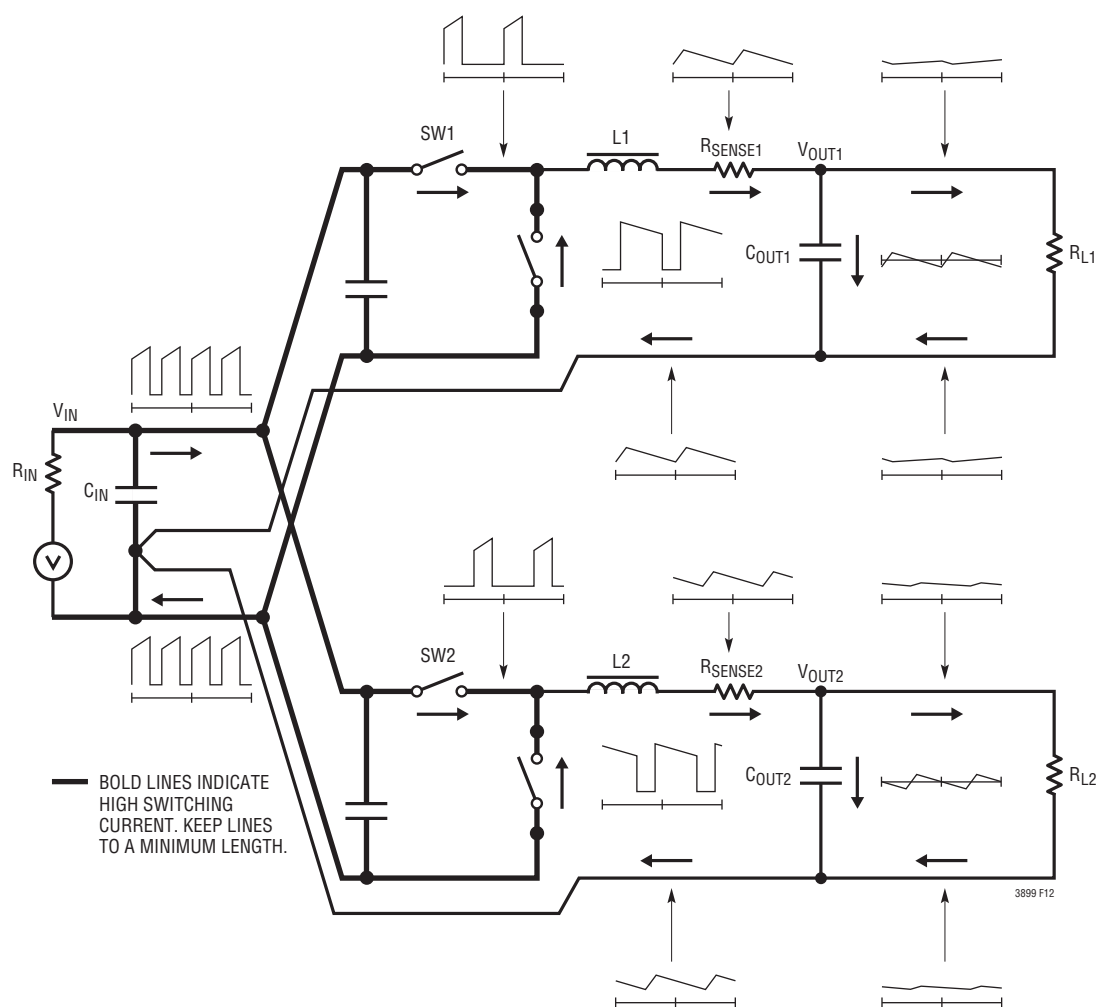 SW1
L1
RSENSE1
VOUT1
COUT1
RL1
VIN
RIN
CIN
V
SW2
L2
RSENSE2
VOUT2
COUT2
RL2
BOLD LINES INDICATE
HIGH SWITCHING
CURRENT. KEEP LINES
TO A MINIMUM LENGTH.
3899 F12